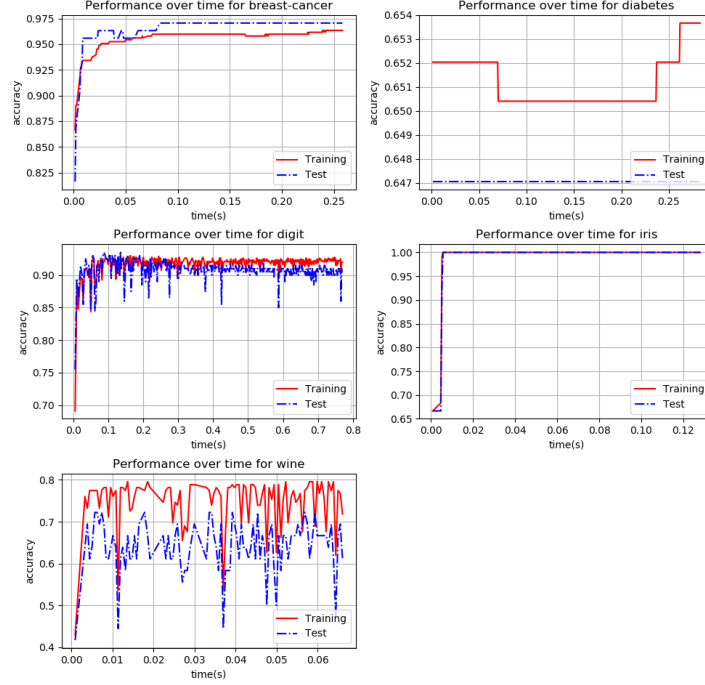 Performance over time for breast-cancer
0.975
0.950
0.925
0.900
0.875
0.850
0.825
accuracy
0.00 0.05 0.10 0.15 0.20 0.25
time(s)
Training
Test
Performance over time for diabetes
0.654
0.653
0.652
0.651
0.650
0.649
0.648
0.647
accuracy
0.00 0.05 0.10 0.15 0.20 0.25
time(s)
Training
Test
Performance over time for digit
0.90
0.85
0.80
0.75
0.70
accuracy
0.0 0.1 0.2 0.3 0.4 0.5 0.6 0.7 0.8
time(s)
Training
Test
Performance over time for iris
1.00
0.95
0.90
0.85
0.80
0.75
0.70
0.65
accuracy
0.00 0.02 0.04 0.06 0.08 0.10 0.12
time(s)
Training
Test
Performance over time for wine
0.8
0.7
0.6
0.5
0.4
accuracy
0.00 0.01 0.02 0.03 0.04 0.05 0.06
time(s)
Training
Test